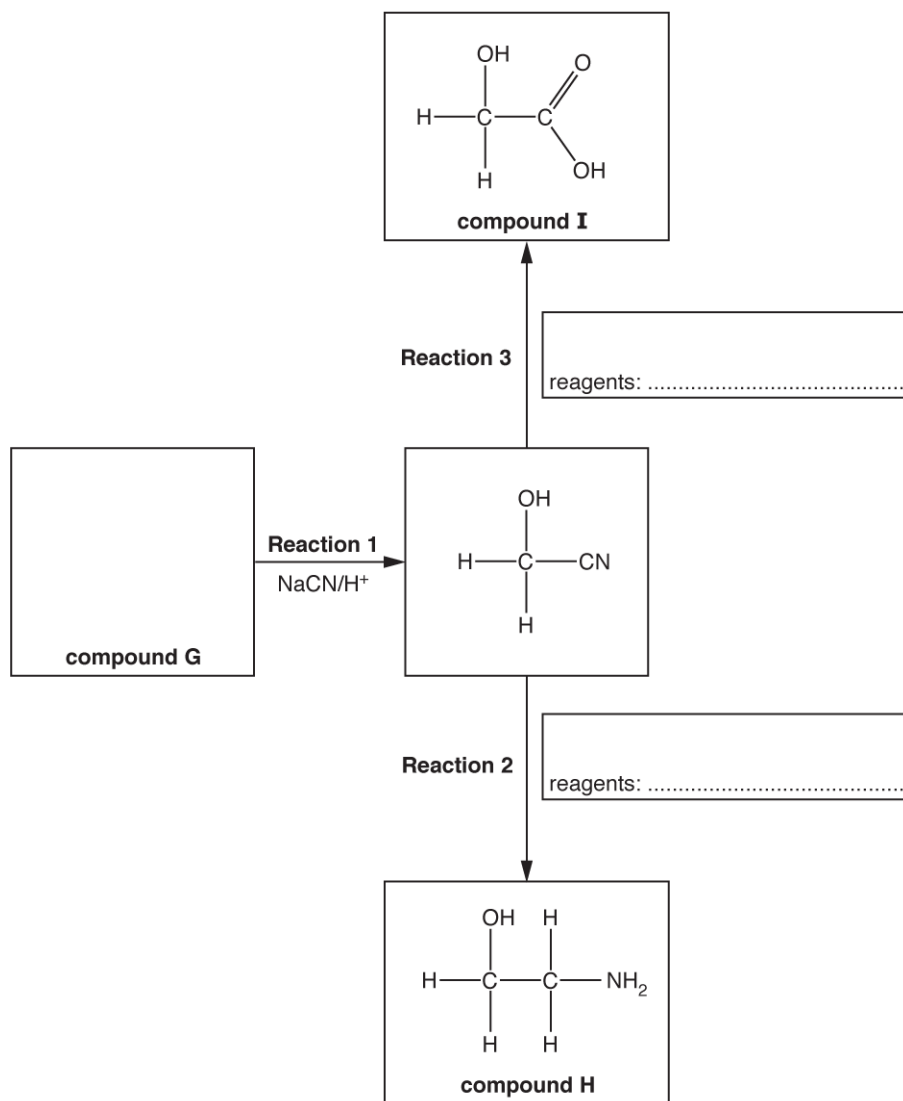 OH
O
H
C
C
H
OH
compound I
Reaction 3
reagents: ..........................................
OH
Reaction 1
H
C
CN
NaCN/H⁺
H
compound G
Reaction 2
reagents: ..........................................
OH
H
H
C
C
NH₂
H
H
compound H